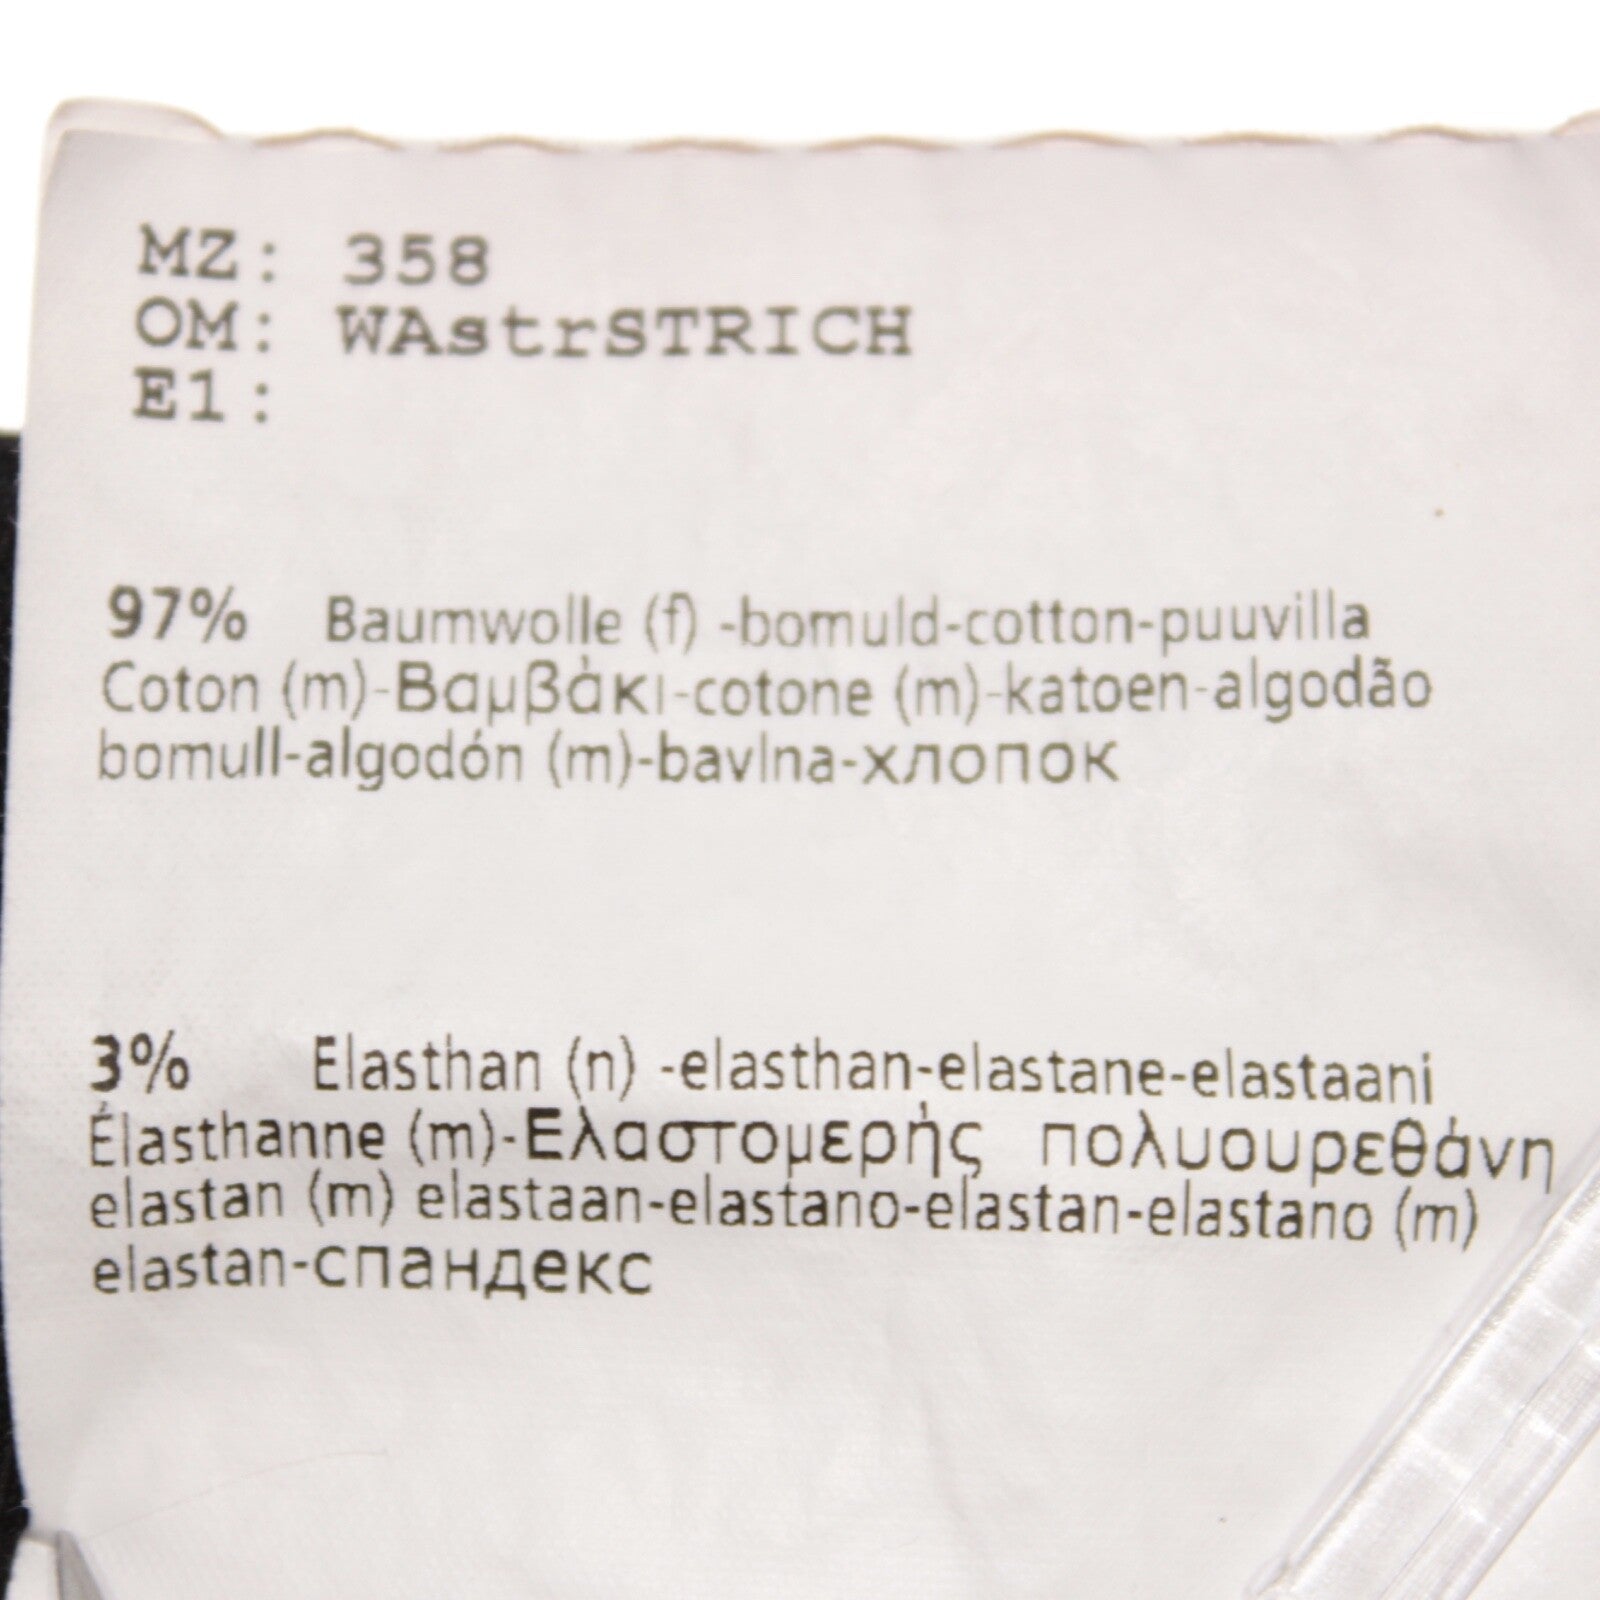 MZ: 358
OM: WAstrSTRICH
E1:
97% Baumwolle (f) -bomuld-cotton-puuvilla
Coton (m)-Βαμβάκι-cotone (m)-katoen-algodão
bomull-algodón (m)-bavlna-хлопок
3% Elasthan (n) -elasthan-elastane-elastaani
Élasthanne (m)-Ελαστομερής πολυουρεθάνη
elastan (m) elastaan-elastano-elastan-elastano (m)
elastan-спандекс